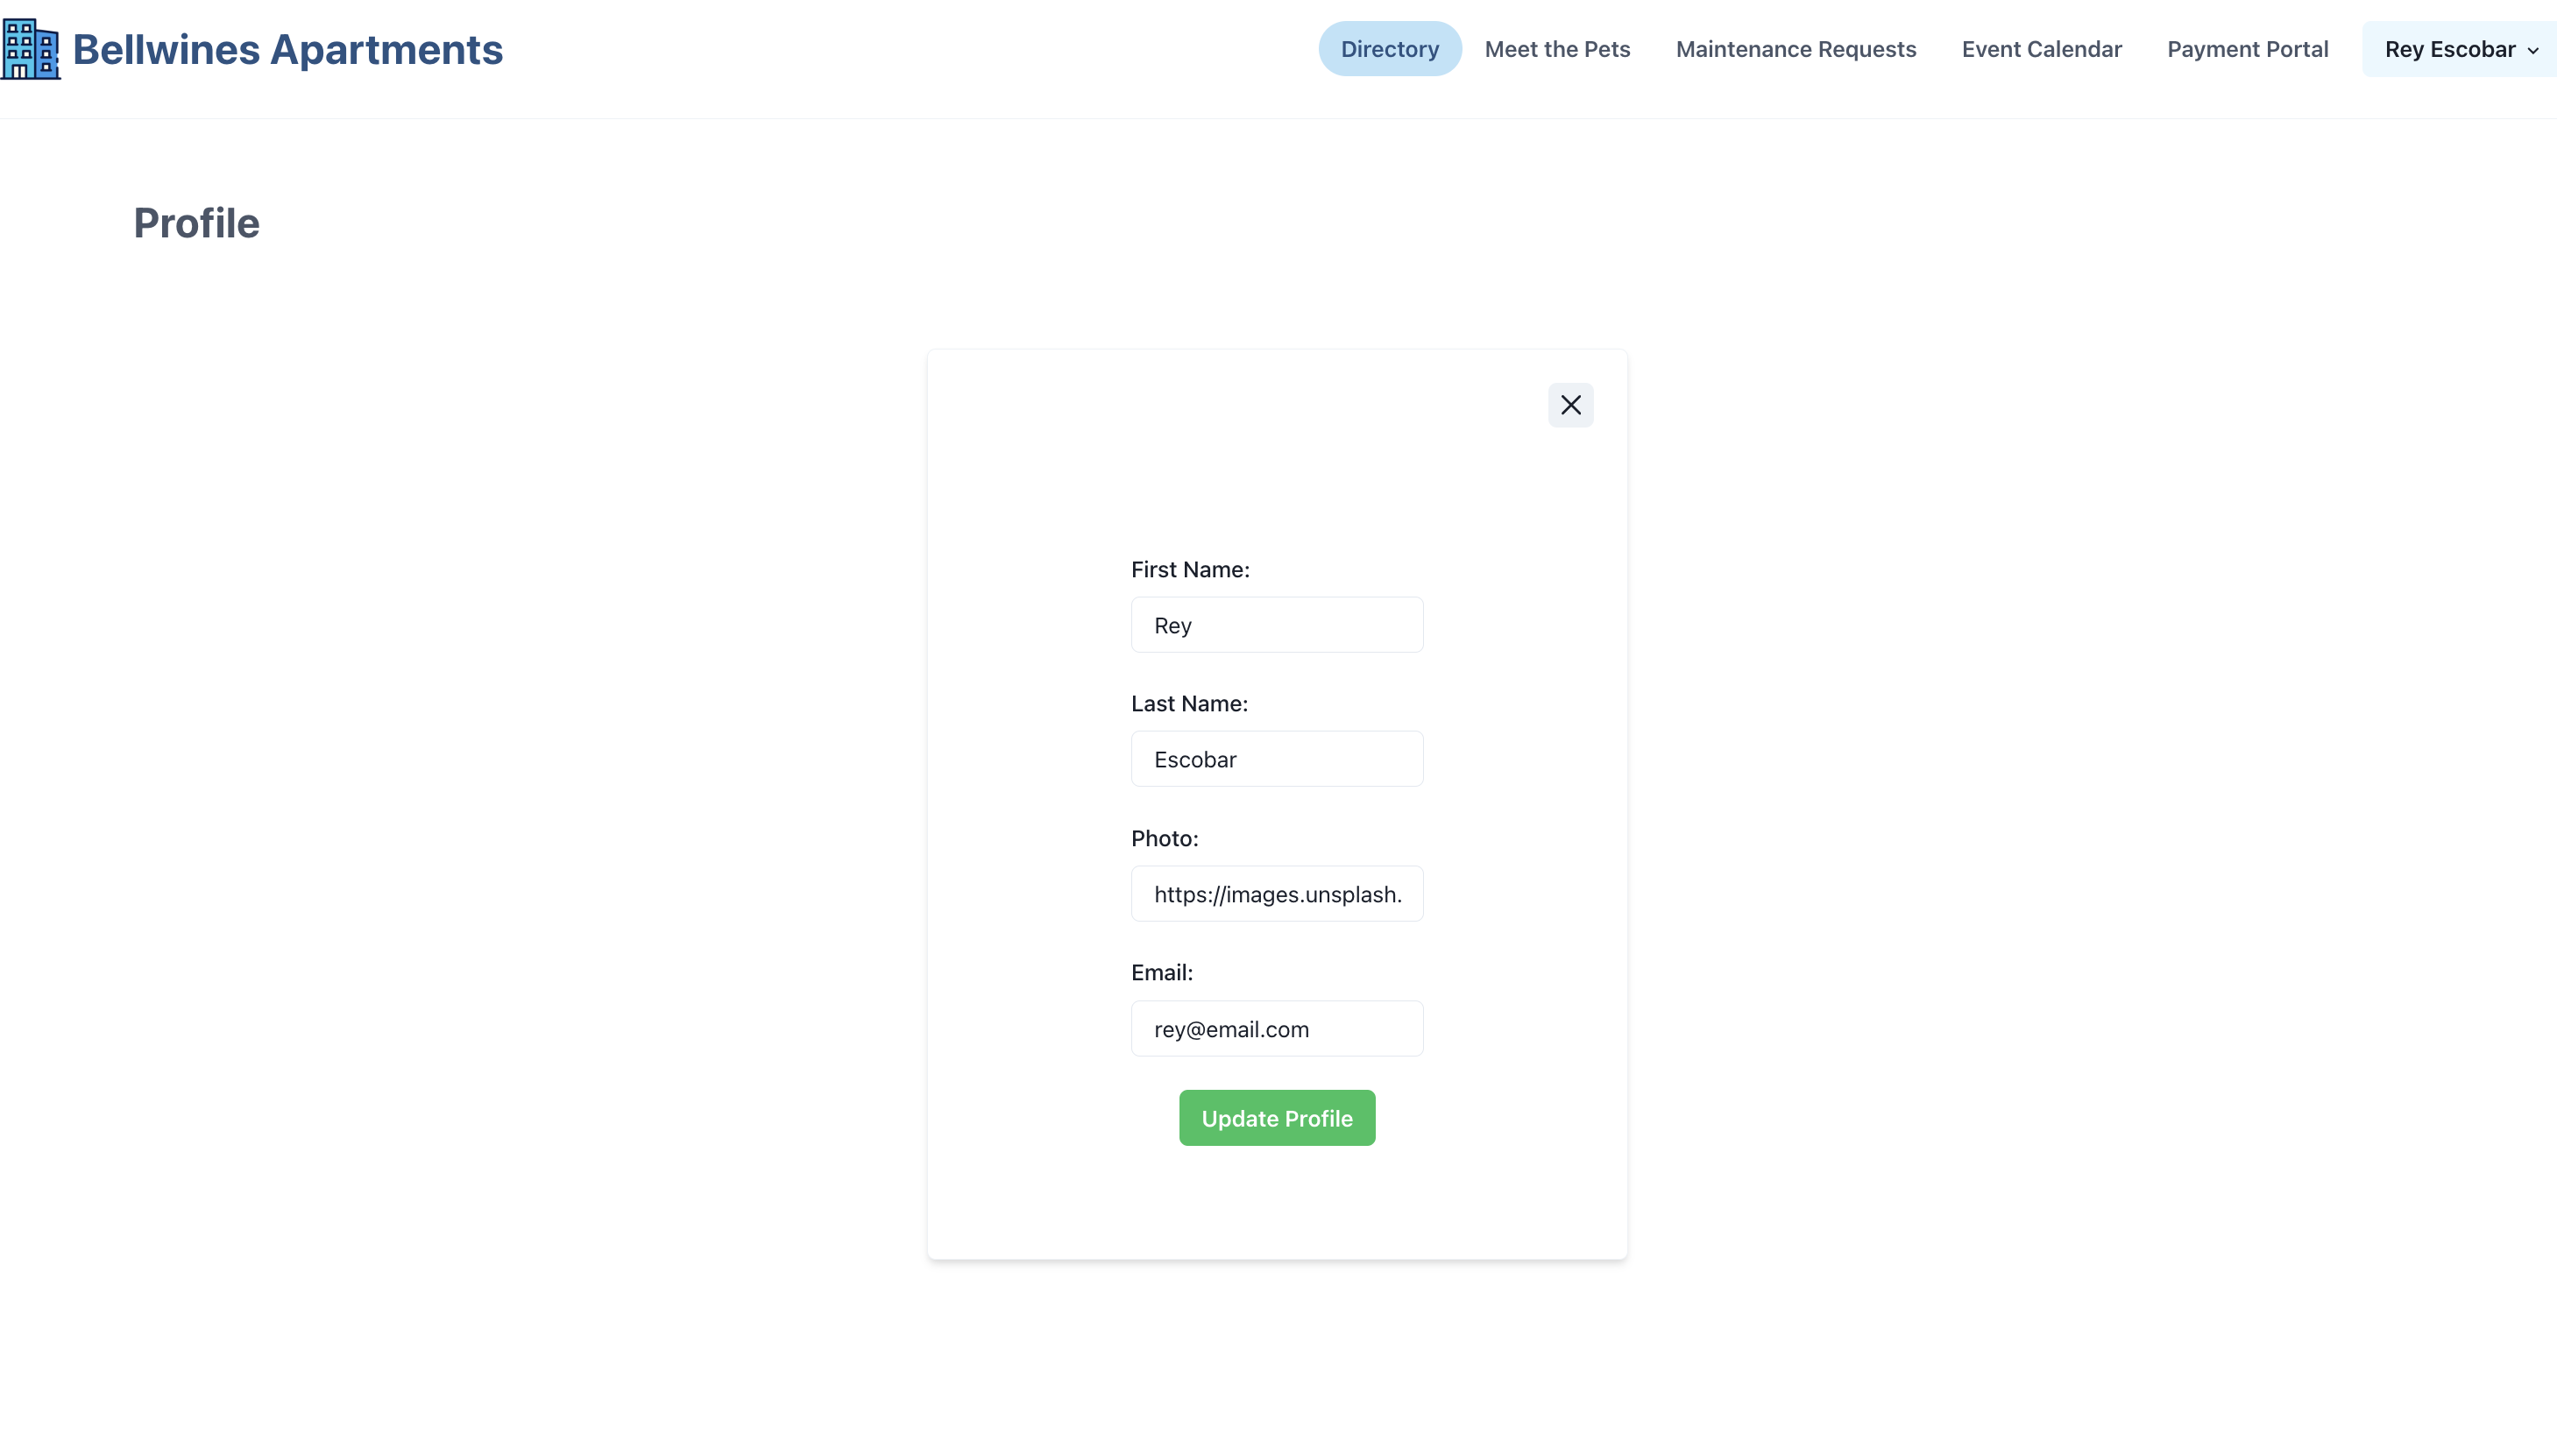 Bellwines Apartments
Directory
Meet the Pets
Maintenance Requests
Event Calendar
Payment Portal
Rey Escobar
Profile
First Name:
Rey
Last Name:
Escobar
Photo:
https://images.unsplash.
Email:
rey@email.com
Update Profile